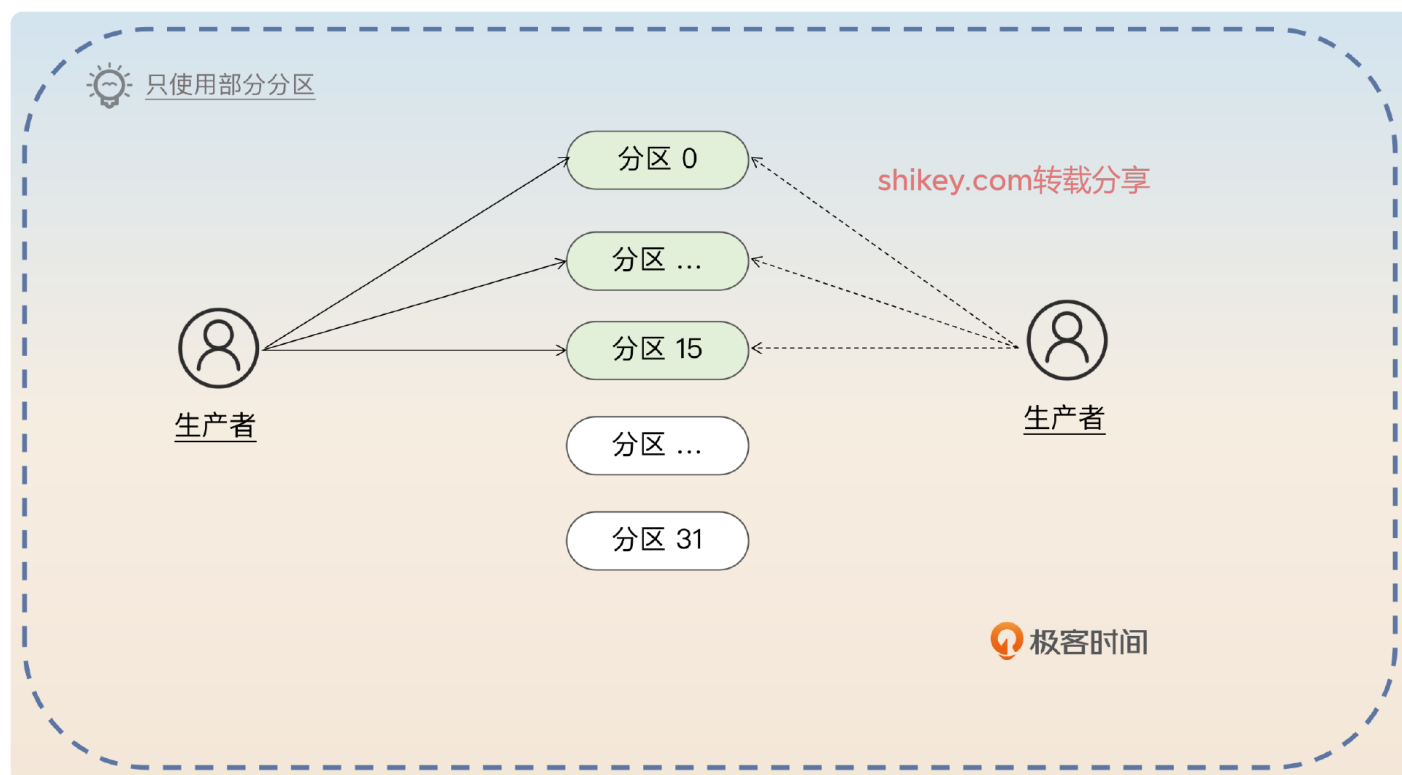 只使用部分分区
分区 0
shikey.com转载分享
分区 ...
分区 15
生产者
生产者
分区 ...
分区 31
极客时间